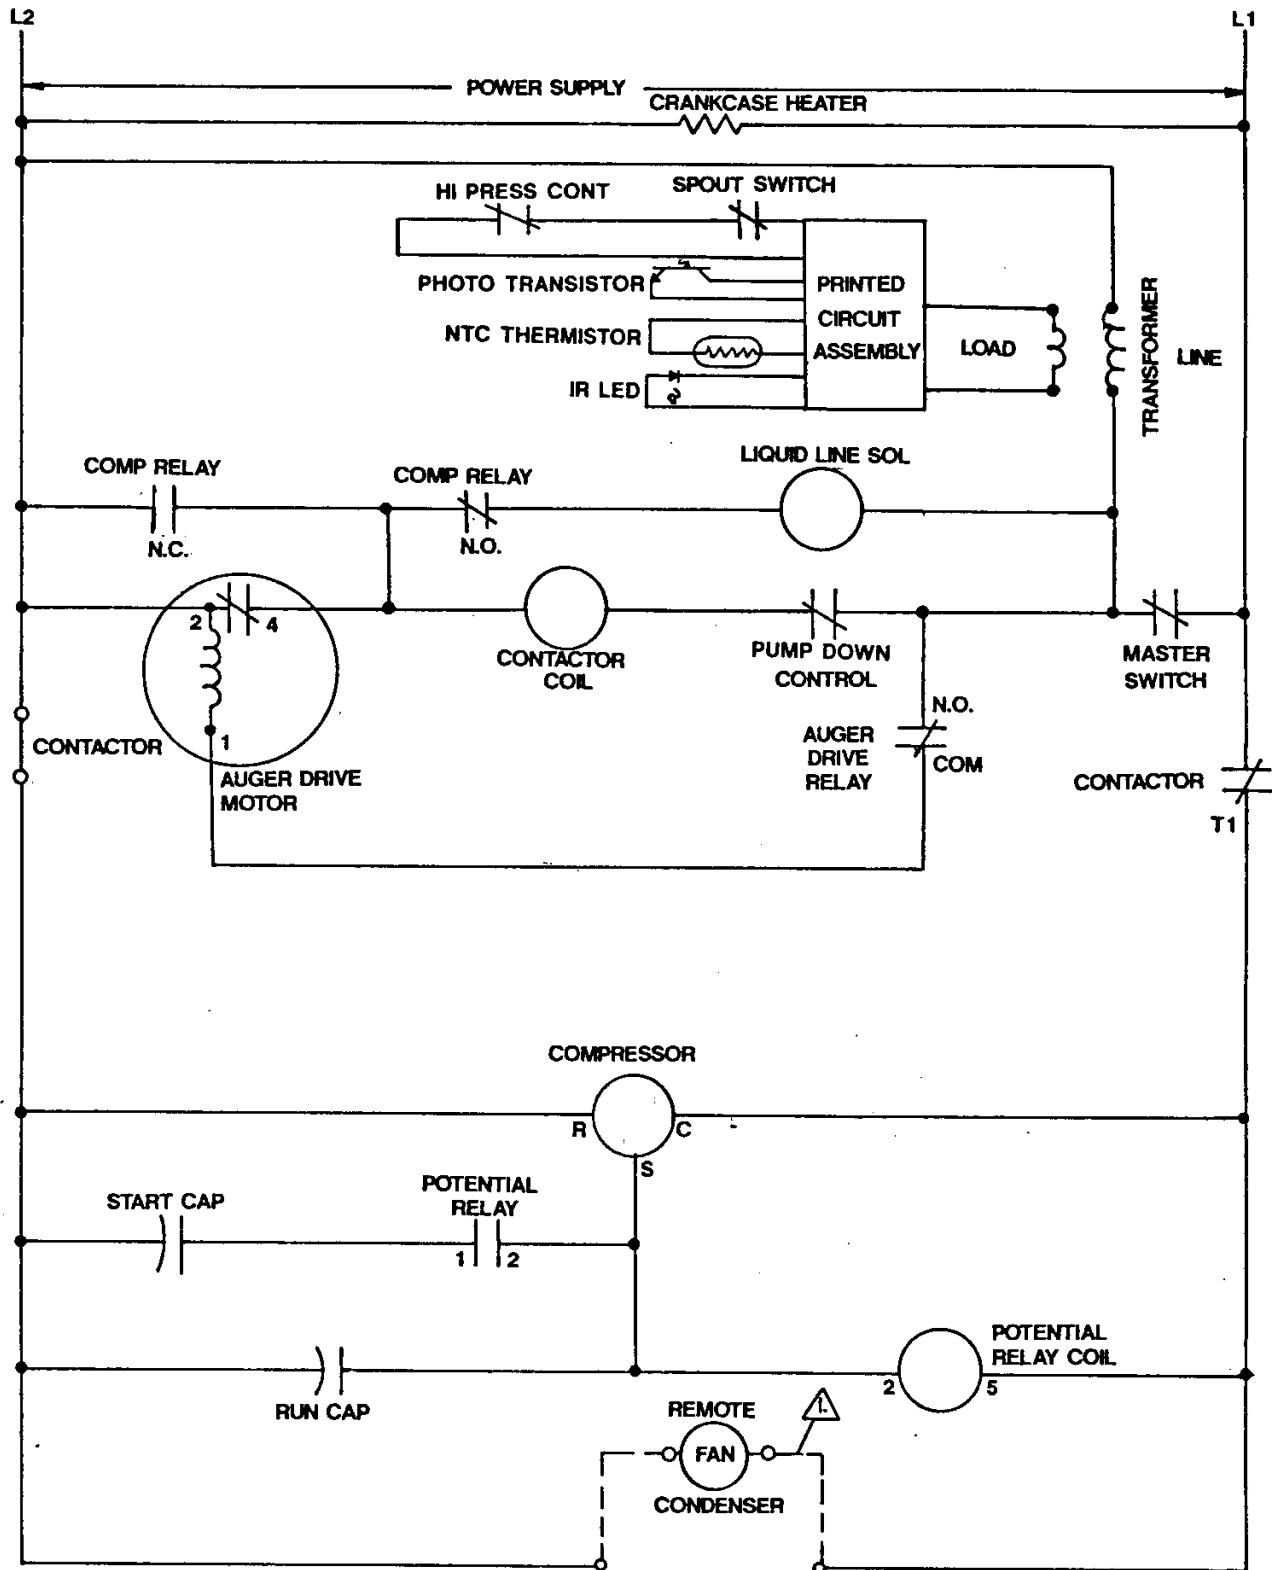 L2
L1
POWER SUPPLY
CRANKCASE HEATER
HI PRESS CONT
SPOUT SWITCH
PHOTO TRANSISTOR
NTC THERMISTOR
IR LED
PRINTED
CIRCUIT
ASSEMBLY
LOAD
TRANSFORMER
LINE
COMP RELAY
N.C.
COMP RELAY
N.O.
LIQUID LINE SOL
2
4
1
CONTACTOR
COIL
PUMP DOWN
CONTROL
MASTER
SWITCH
CONTACTOR
AUGER DRIVE
MOTOR
N.O.
AUGER
DRIVE
RELAY
COM
CONTACTOR
T1
COMPRESSOR
R
C
S
START CAP
POTENTIAL
RELAY
1
2
RUN CAP
POTENTIAL
RELAY COIL
2
5
REMOTE
FAN
CONDENSER
1.